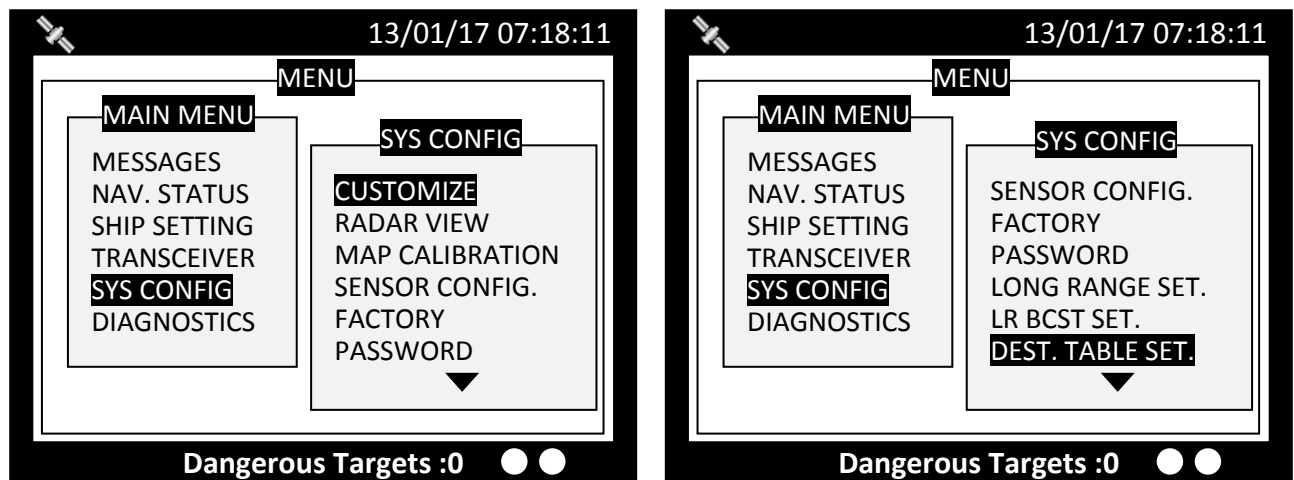 13/01/17 07:18:11
MENU
MAIN MENU
MESSAGES
NAV. STATUS
SHIP SETTING
TRANSCEIVER
SYS CONFIG
DIAGNOSTICS
SYS CONFIG
CUSTOMIZE
RADAR VIEW
MAP CALIBRATION
SENSOR CONFIG.
FACTORY
PASSWORD
Dangerous Targets :0
13/01/17 07:18:11
MENU
MAIN MENU
MESSAGES
NAV. STATUS
SHIP SETTING
TRANSCEIVER
SYS CONFIG
DIAGNOSTICS
SYS CONFIG
SENSOR CONFIG.
FACTORY
PASSWORD
LONG RANGE SET.
LR BCST SET.
DEST. TABLE SET.
Dangerous Targets :0